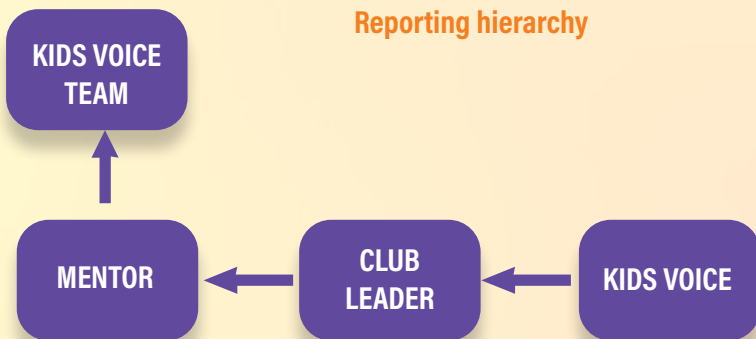 Reporting hierarchy
KIDS VOICE
TEAM
MENTOR
CLUB
LEADER
KIDS VOICE